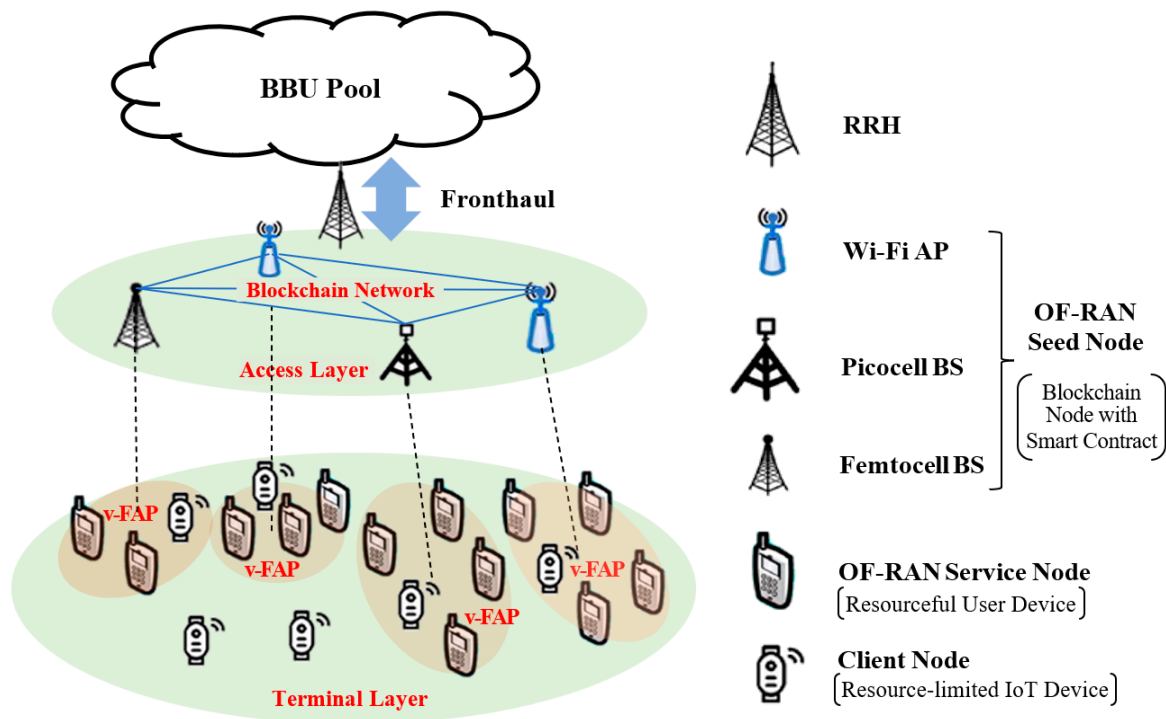 BBU Pool
Fronthaul
Blockchain Network
Access Layer
v-FAP
v-FAP
v-FAP
v-FAP
Terminal Layer
RRH
Wi-Fi AP
Picocell BS
Femtocell BS
OF-RAN
Seed Node
Blockchain
Node with
Smart Contract
OF-RAN Service Node
Resourceful User Device
Client Node
Resource-limited IoT Device